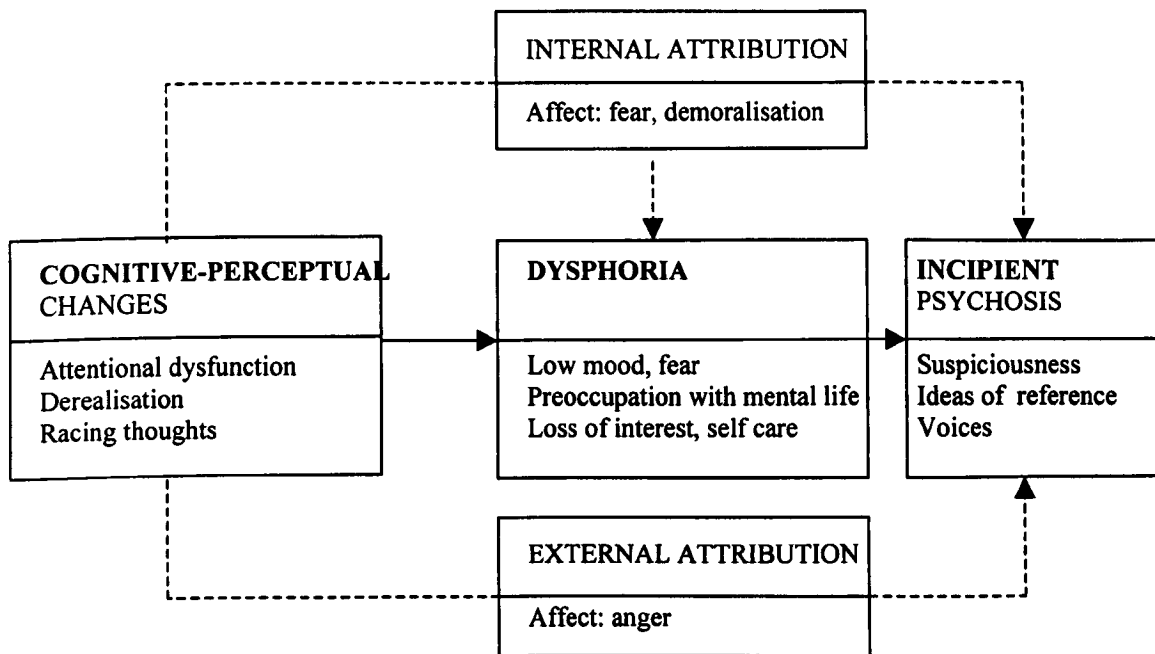 INTERNAL ATTRIBUTION
Affect: fear, demoralisation
COGNITIVE-PERCEPTUAL
CHANGES
Attentional dysfunction
Derealisation
Racing thoughts
DYSPHORIA
Low mood, fear
Preoccupation with mental life
Loss of interest, self care
INCIPIENT
PSYCHOSIS
Suspiciousness
Ideas of reference
Voices
EXTERNAL ATTRIBUTION
Affect: anger